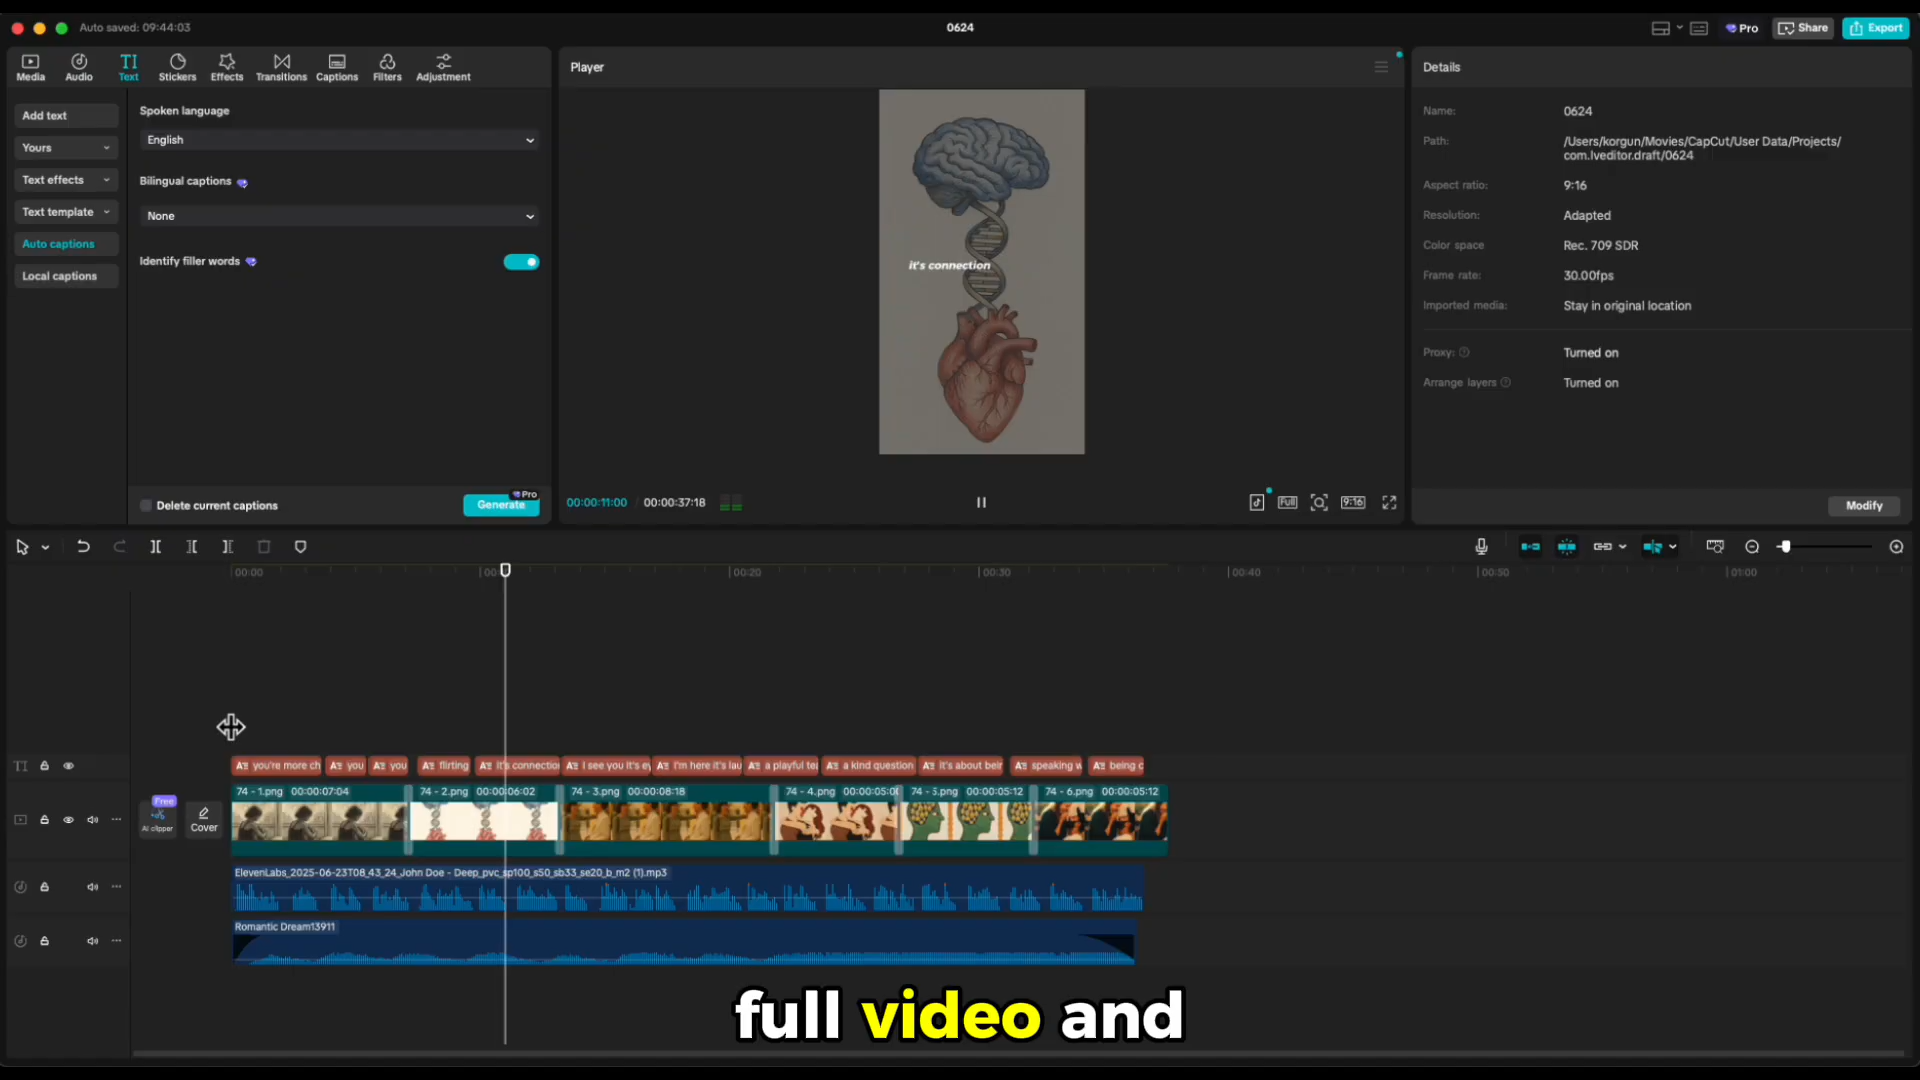 Auto saved: 09:44:03
0624
Pro
Share
Export
Media
Audio
TI
Text
Stickers
Effects
Transitions
Captions
Filters
Adjustment
Add text
Yours
Text effects
Text template
Auto captions
Local captions
Spoken language
English
Bilingual captions
None
Identify filler words
Delete current captions
Pro
Generate
Player
it's connection
00:00:11:00
00:00:37:18
Full
9:16
Details
Name: 0624
Path: /Users/korgun/Movies/CapCut/User Data/Projects/
com.lveditor.draft/0624
Aspect ratio: 9:16
Resolution: Adapted
Color space Rec. 709 SDR
Frame rate: 30.00fps
Imported media: Stay in original location
Proxy: Turned on
Arrange layers Turned on
Modify
00:00
00:20
00:30
00:40
00:50
01:00
TI
you're more ch
you
you
flirting
it's connection
I see you it's ey
I'm here it's lau
a playful te
a kind question
it's about bein
speaking w
being c
Free
AI clipper
Cover
74 - 1.png 00:00:07:04
74 - 2.png 00:00:06:02
74 - 3.png 00:00:08:18
74 - 4.png 00:00:05:0
74 - 5.png 00:00:05:12
74 - 6.png 00:00:05:12
ElevenLabs_2025-06-23T08_43_24_John Doe - Deep_pvc_sp100_s50_sb33_se20_b_m2 (1).mp3
Romantic Dream13911
full video and